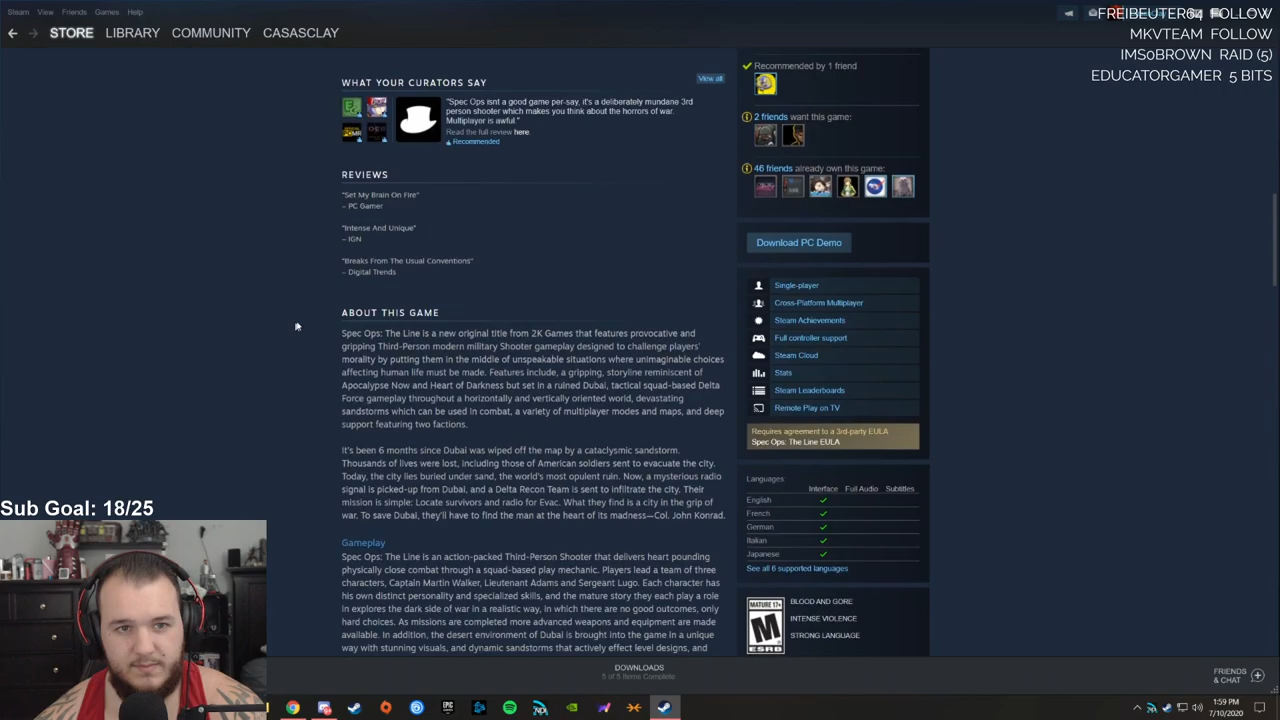 Steam View Friends Games Help
STORE LIBRARY COMMUNITY CASASCLAY
FREIBEUTER64 FOLLOW
MKVTEAM FOLLOW
IMS0BROWN RAID (5)
EDUCATORGAMER 5 BITS
WHAT YOUR CURATORS SAY
View all
"Spec Ops isnt a good game per-say, it's a deliberately mundane 3rd
person shooter which makes you think about the horrors of war.
Multiplayer is awful."
Read the full review here.
Recommended
REVIEWS
"Set My Brain On Fire"
– PC Gamer
"Intense And Unique"
– IGN
"Breaks From The Usual Conventions"
– Digital Trends
ABOUT THIS GAME
Spec Ops: The Line is a new original title from 2K Games that features provocative and
gripping Third-Person modern military Shooter gameplay designed to challenge players'
morality by putting them in the middle of unspeakable situations where unimaginable choices
affecting human life must be made. Features include, a gripping, storyline reminiscent of
Apocalypse Now and Heart of Darkness but set in a ruined Dubai, tactical squad-based Delta
Force gameplay throughout a horizontally and vertically oriented world, devastating
sandstorms which can be used in combat, a variety of multiplayer modes and maps, and deep
support featuring two factions.
It's been 6 months since Dubai was wiped off the map by a cataclysmic sandstorm.
Thousands of lives were lost, including those of American soldiers sent to evacuate the city.
Today, the city lies buried under sand, the world's most opulent ruin. Now, a mysterious radio
signal is picked-up from Dubai, and a Delta Recon Team is sent to infiltrate the city. Their
mission is simple: Locate survivors and radio for Evac. What they find is a city in the grip of
war. To save Dubai, they'll have to find the man at the heart of its madness—Col. John Konrad.
Gameplay
Spec Ops: The Line is an action-packed Third-Person Shooter that delivers heart pounding
physically close combat through a squad-based play mechanic. Players lead a team of three
characters, Captain Martin Walker, Lieutenant Adams and Sergeant Lugo. Each character has
his own distinct personality and specialized skills, and the mature story they each play a role
in explores the dark side of war in a realistic way, in which there are no good outcomes, only
hard choices. As missions are completed more advanced weapons and equipment are made
available. In addition, the desert environment of Dubai is brought into the game in a unique
way with stunning visuals, and dynamic sandstorms that actively effect level designs, and
Recommended by 1 friend
2 friends want this game:
46 friends already own this game:
Download PC Demo
Single-player
Cross-Platform Multiplayer
Steam Achievements
Full controller support
Steam Cloud
Stats
Steam Leaderboards
Remote Play on TV
Requires agreement to a 3rd-party EULA
Spec Ops: The Line EULA
Languages:
Interface Full Audio Subtitles
English
French
German
Italian
Japanese
See all 6 supported languages
MATURE 17+
M
ESRB
BLOOD AND GORE
INTENSE VIOLENCE
STRONG LANGUAGE
Sub Goal: 18/25
DOWNLOADS
5 of 5 Items Complete
FRIENDS
& CHAT
EPIC
1:59 PM
7/10/2020